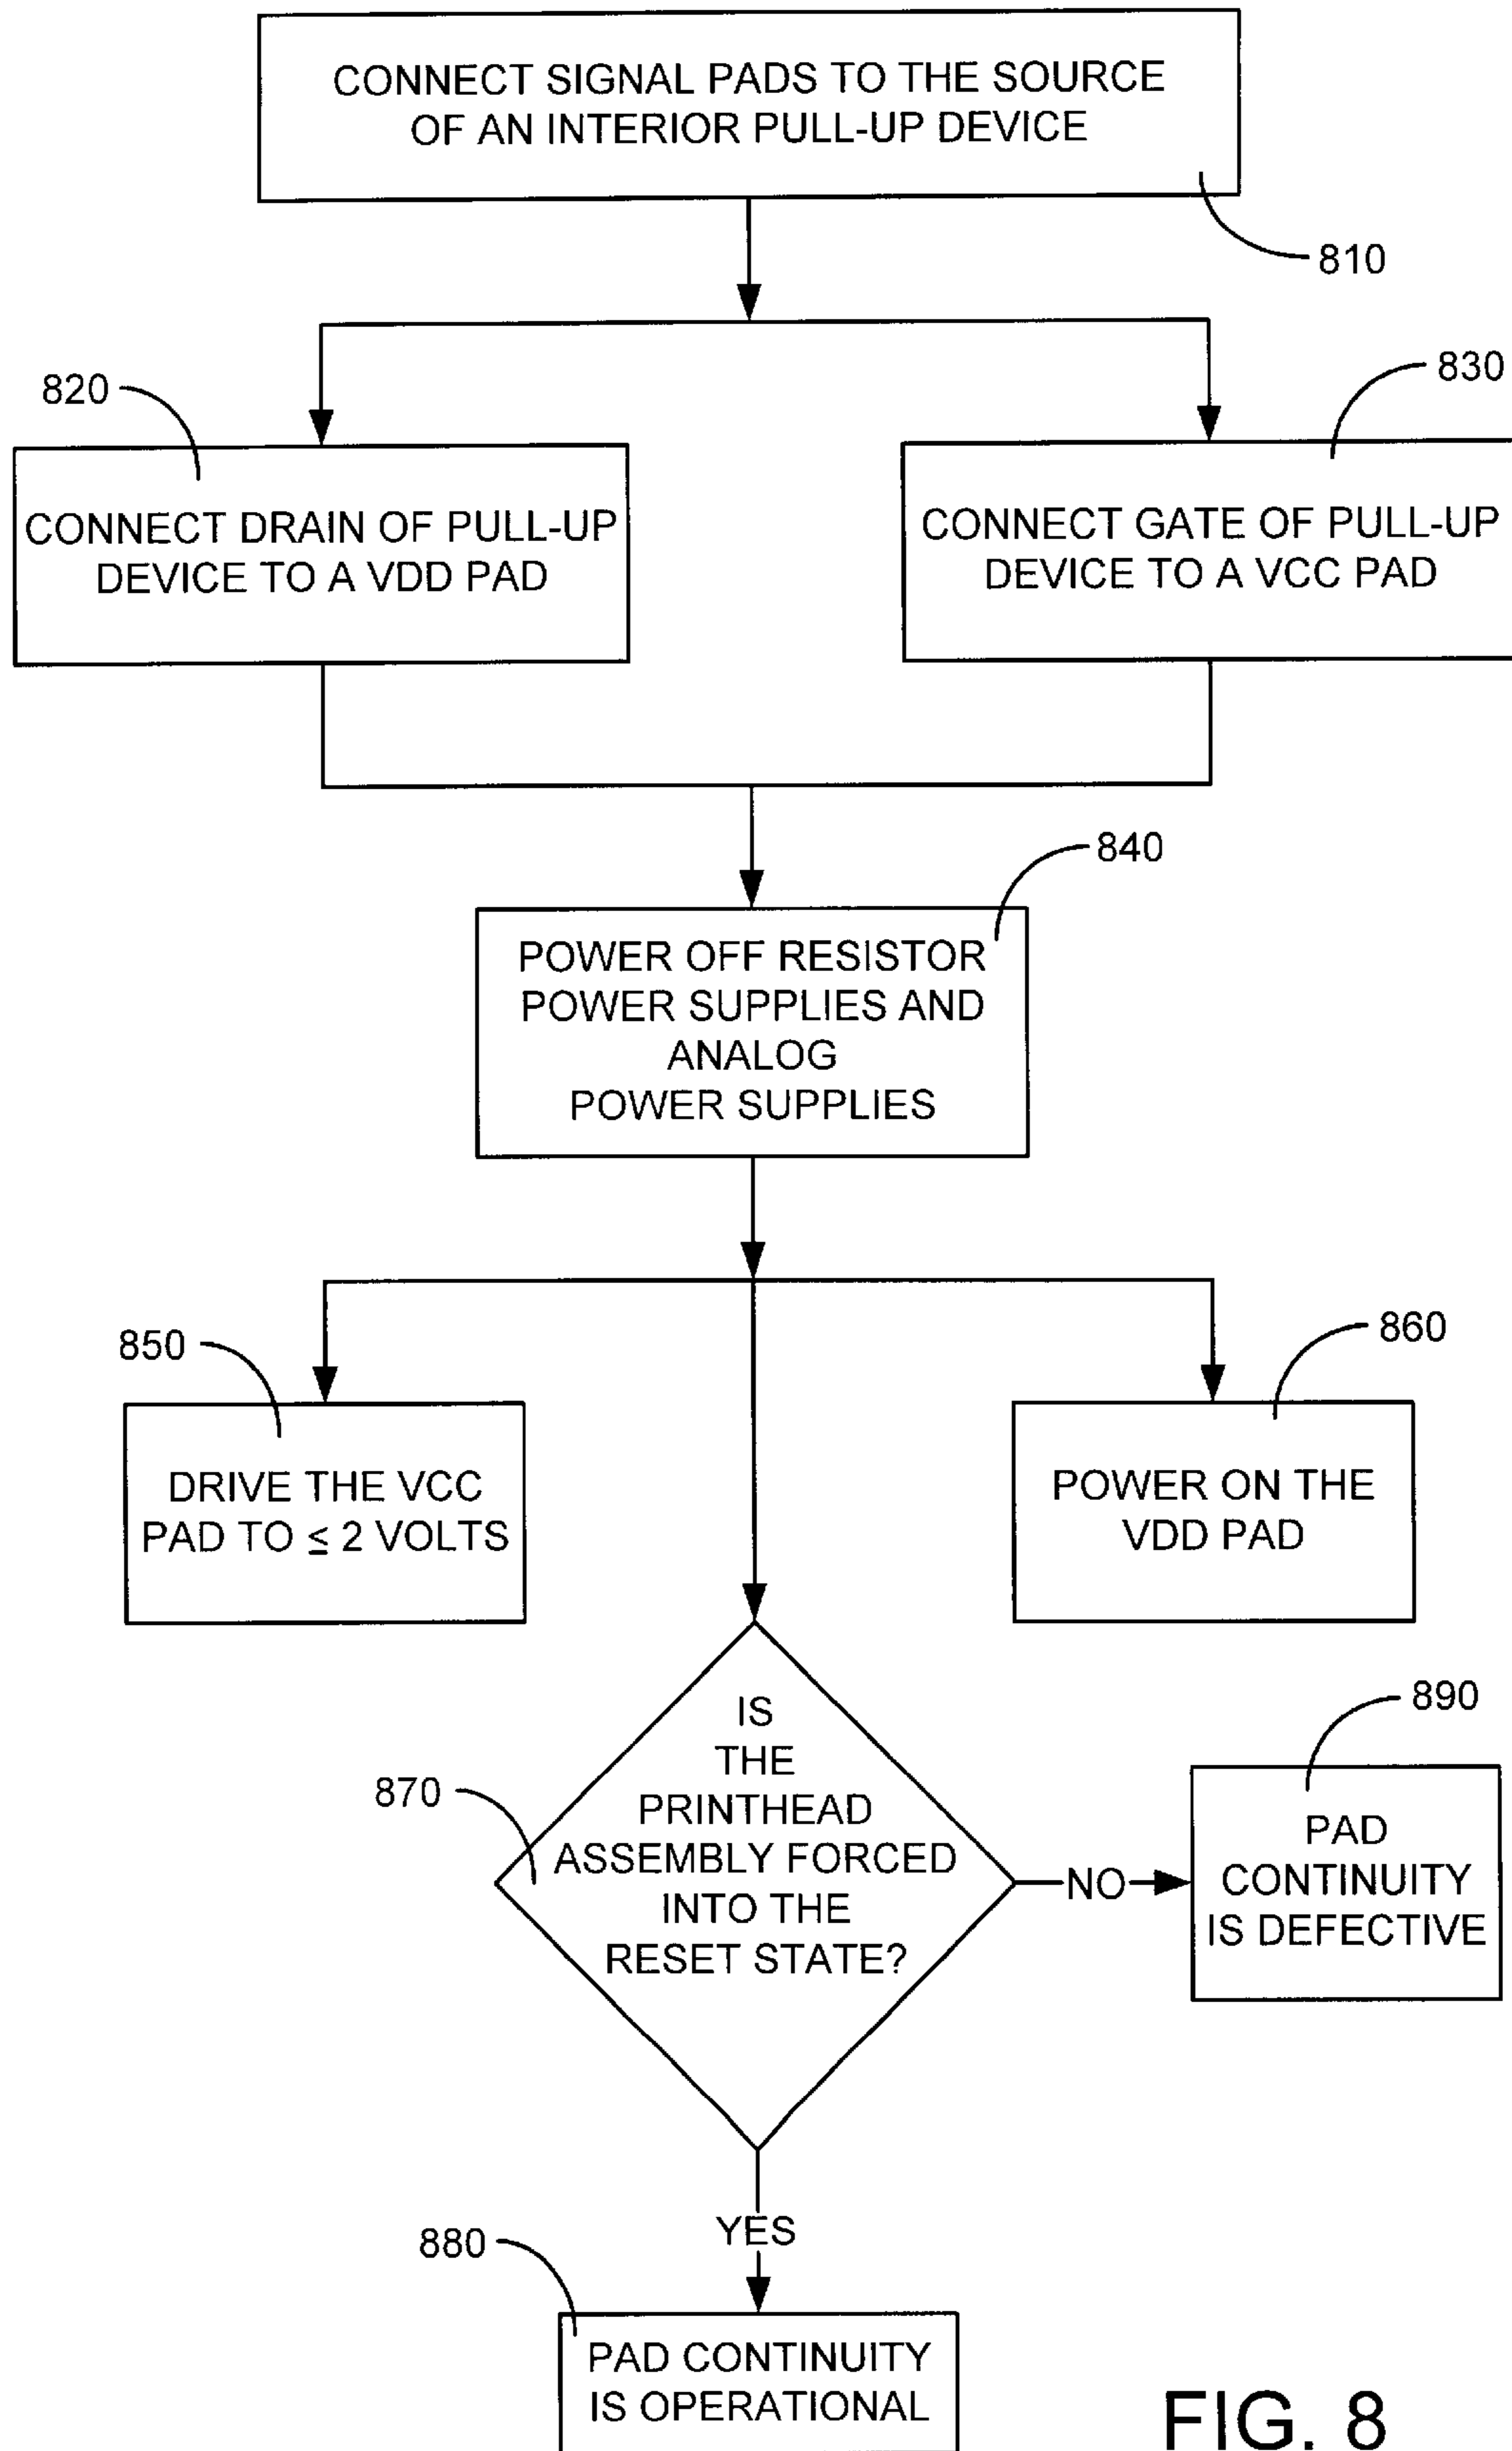 CONNECT SIGNAL PADS TO THE SOURCE
OF AN INTERIOR PULL-UP DEVICE
810
820
830
CONNECT DRAIN OF PULL-UP
DEVICE TO A VDD PAD
CONNECT GATE OF PULL-UP
DEVICE TO A VCC PAD
840
POWER OFF RESISTOR
POWER SUPPLIES AND
ANALOG
POWER SUPPLIES
850
860
DRIVE THE VCC
PAD TO ≤ 2 VOLTS
POWER ON THE
VDD PAD
870
IS
THE
PRINTHEAD
ASSEMBLY FORCED
INTO THE
RESET STATE?
NO
890
PAD
CONTINUITY
IS DEFECTIVE
YES
880
PAD CONTINUITY
IS OPERATIONAL
FIG. 8